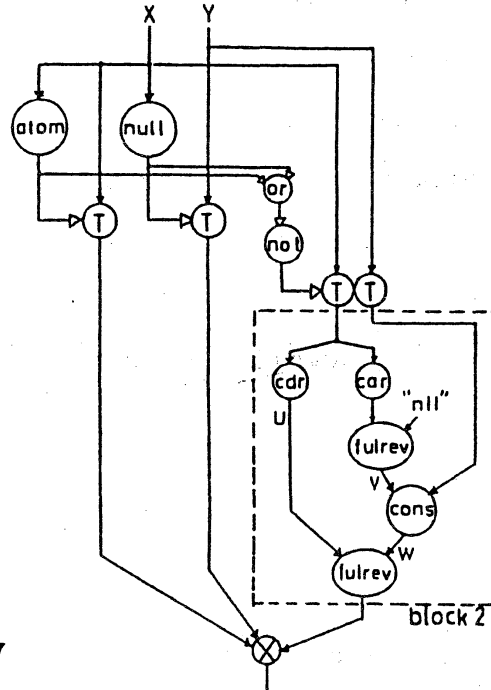 X Y
atom null
or
T T
not
T T
cdr car
"nil"
U
fulrev
V
cons
W
fulrev
block 2
X